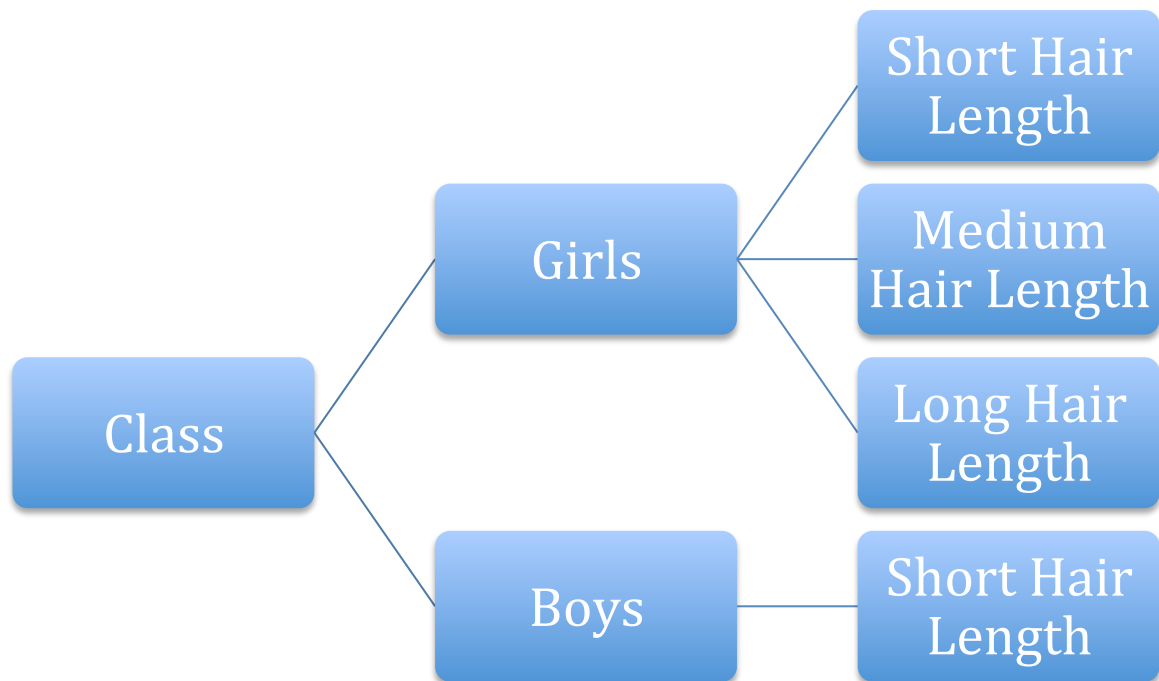 Short Hair
Length
Girls
Medium
Hair Length
Class
Long Hair
Length
Boys
Short Hair
Length